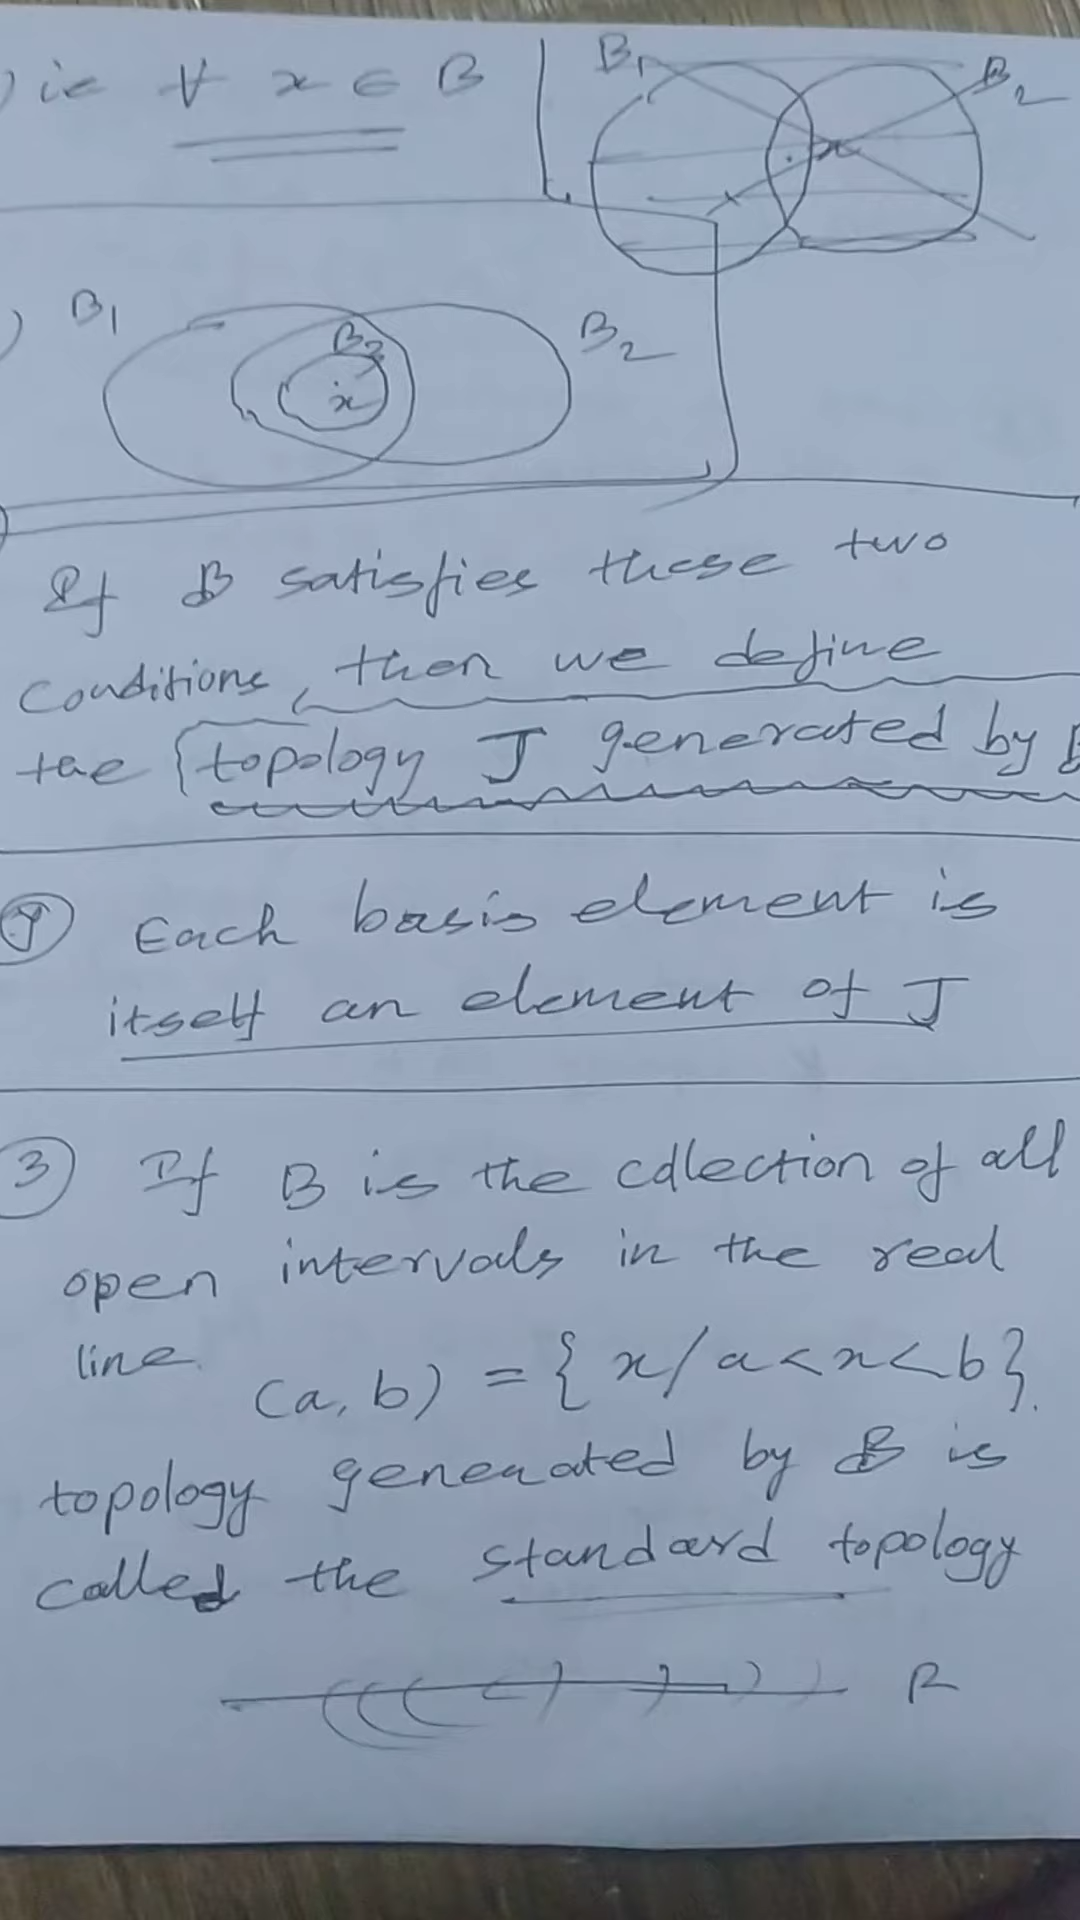 ie ∀ x ∈ B
B1 B2
x
B1 B2
B3
x
If B satisfies these two
conditions, then we define
the topology J generated by B
Each basis element is
itself an element of J
3 If B is the collection of all
open intervals in the real
line
(a, b) = { x / a < x < b }.
topology generated by B is
called the standard topology
R